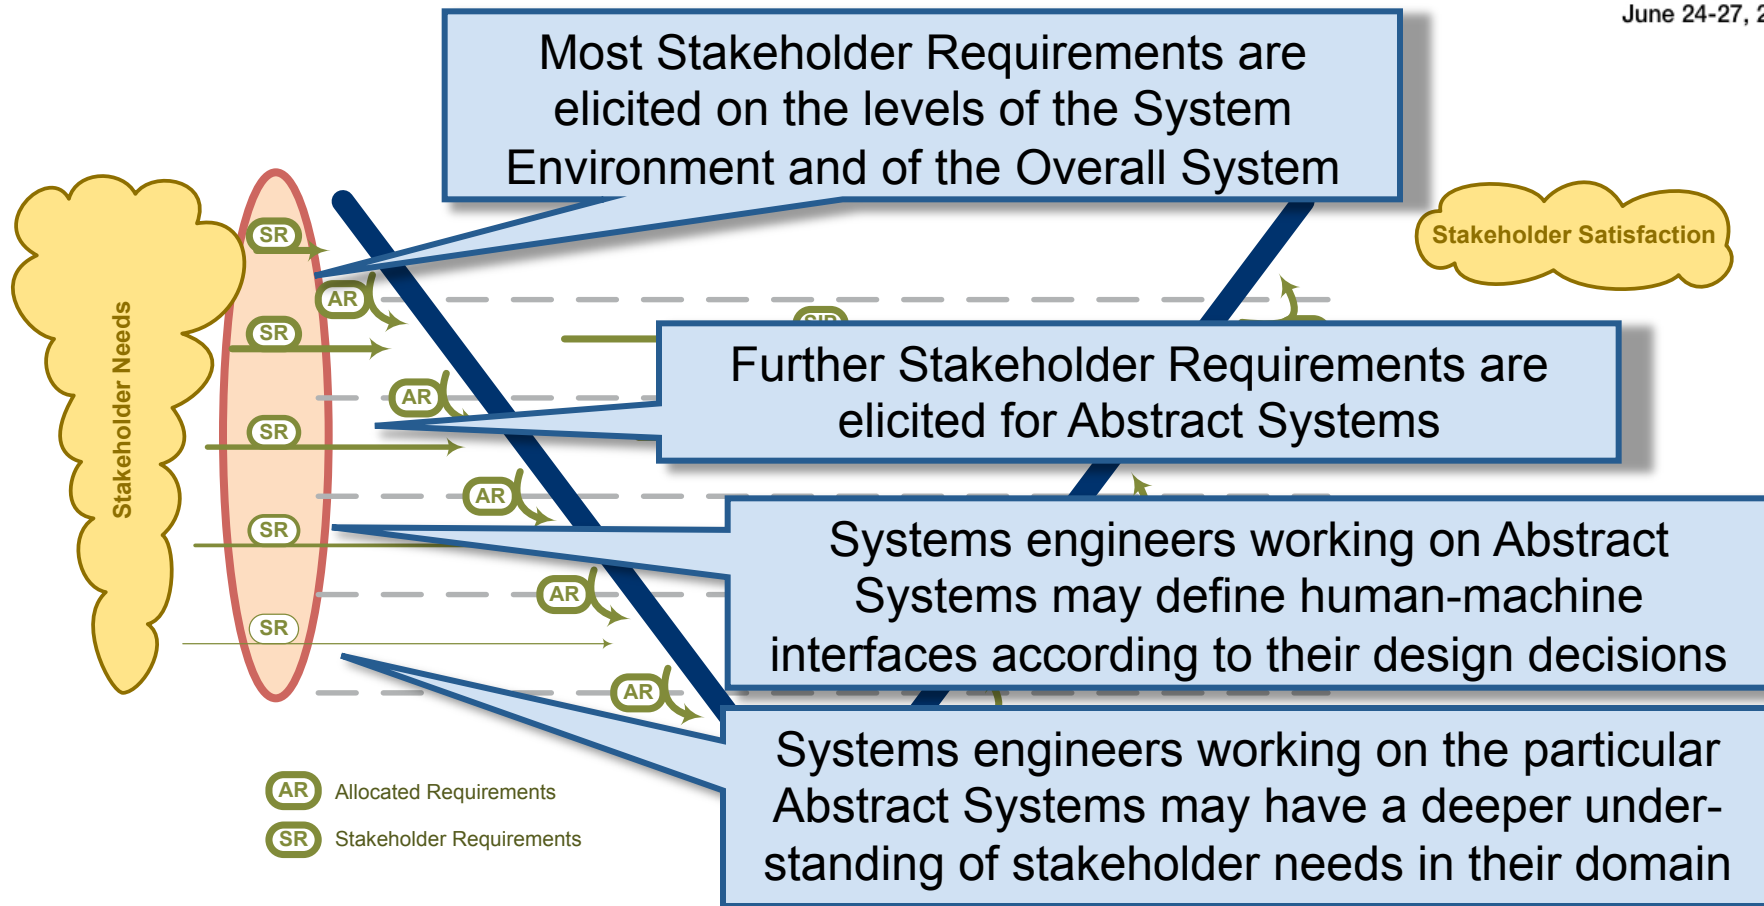 June 24-27, 2
Most Stakeholder Requirements are
elicited on the levels of the System
Environment and of the Overall System
Stakeholder Needs
Stakeholder Satisfaction
SR
AR
SR
Further Stakeholder Requirements are
elicited for Abstract Systems
AR
SR
AR
SR
Systems engineers working on Abstract
Systems may define human-machine
interfaces according to their design decisions
AR
SR
AR
Systems engineers working on the particular
Abstract Systems may have a deeper under-
standing of stakeholder needs in their domain
AR Allocated Requirements
SR Stakeholder Requirements